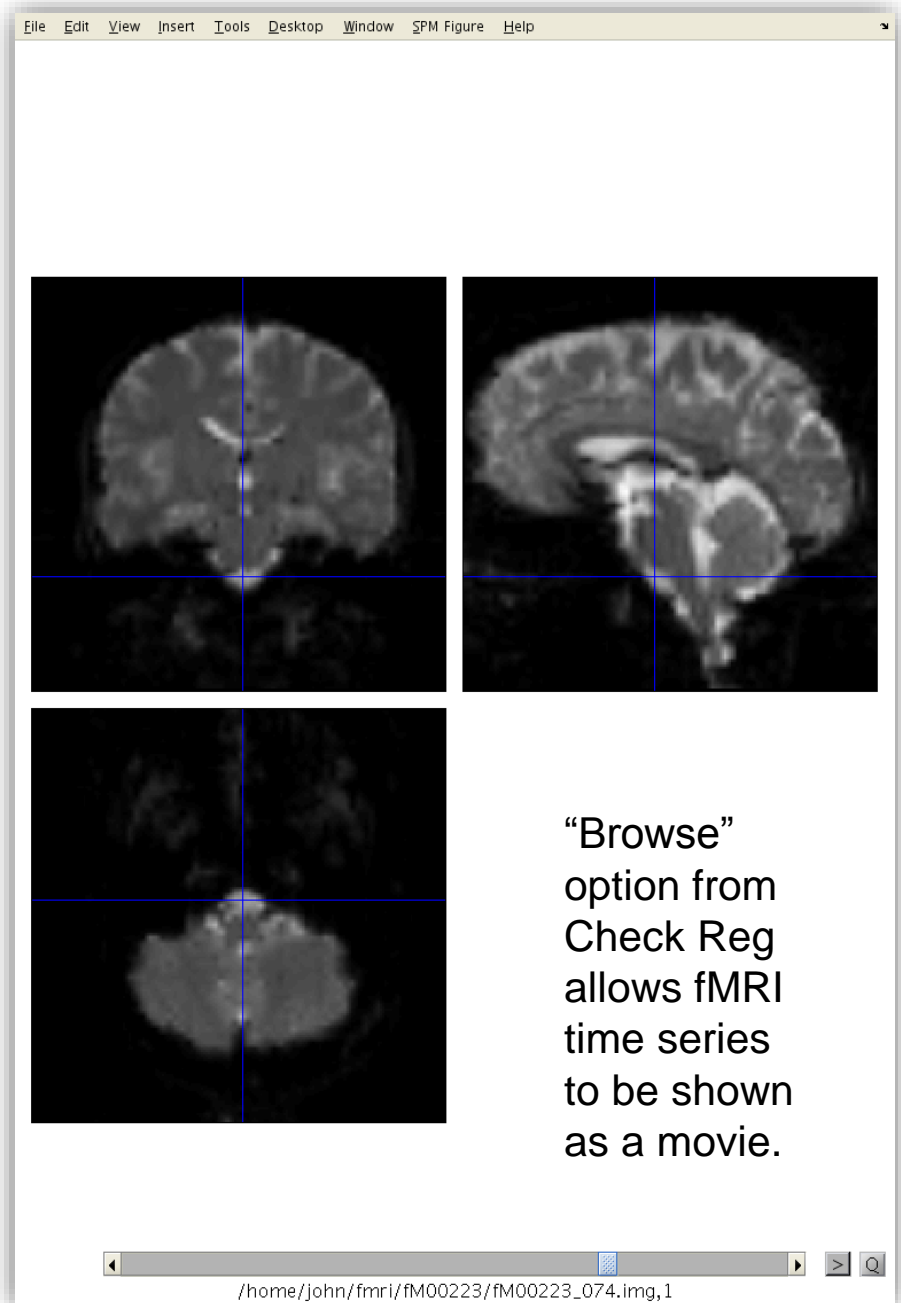 File Edit View Insert Tools Desktop Window SPM Figure Help
“Browse”
option from
Check Reg
allows fMRI
time series
to be shown
as a movie.
> Q
/home/john/fmri/fM00223/fM00223_074.img,1